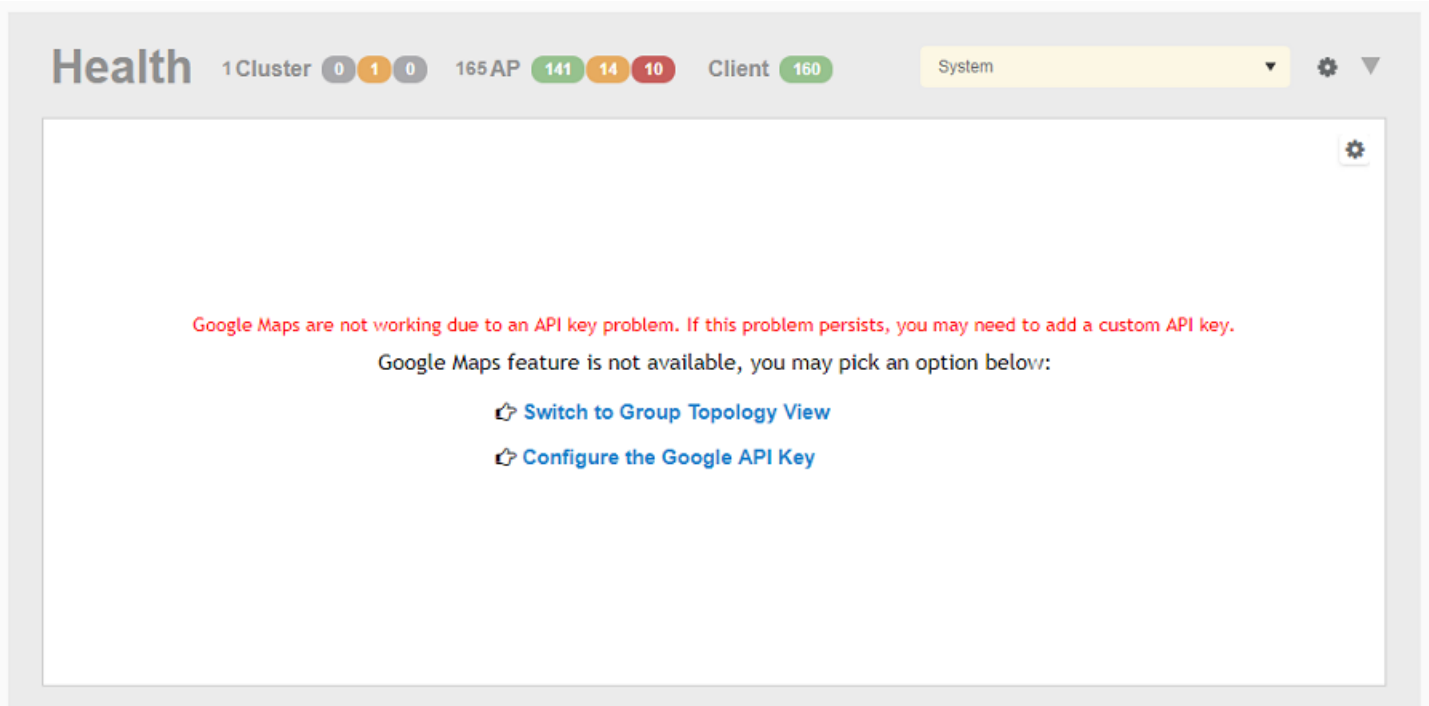 Health 1 Cluster 0 1 0 165 AP 141 14 10 Client 160 System
Google Maps are not working due to an API key problem. If this problem persists, you may need to add a custom API key.
Google Maps feature is not available, you may pick an option below:
Switch to Group Topology View
Configure the Google API Key